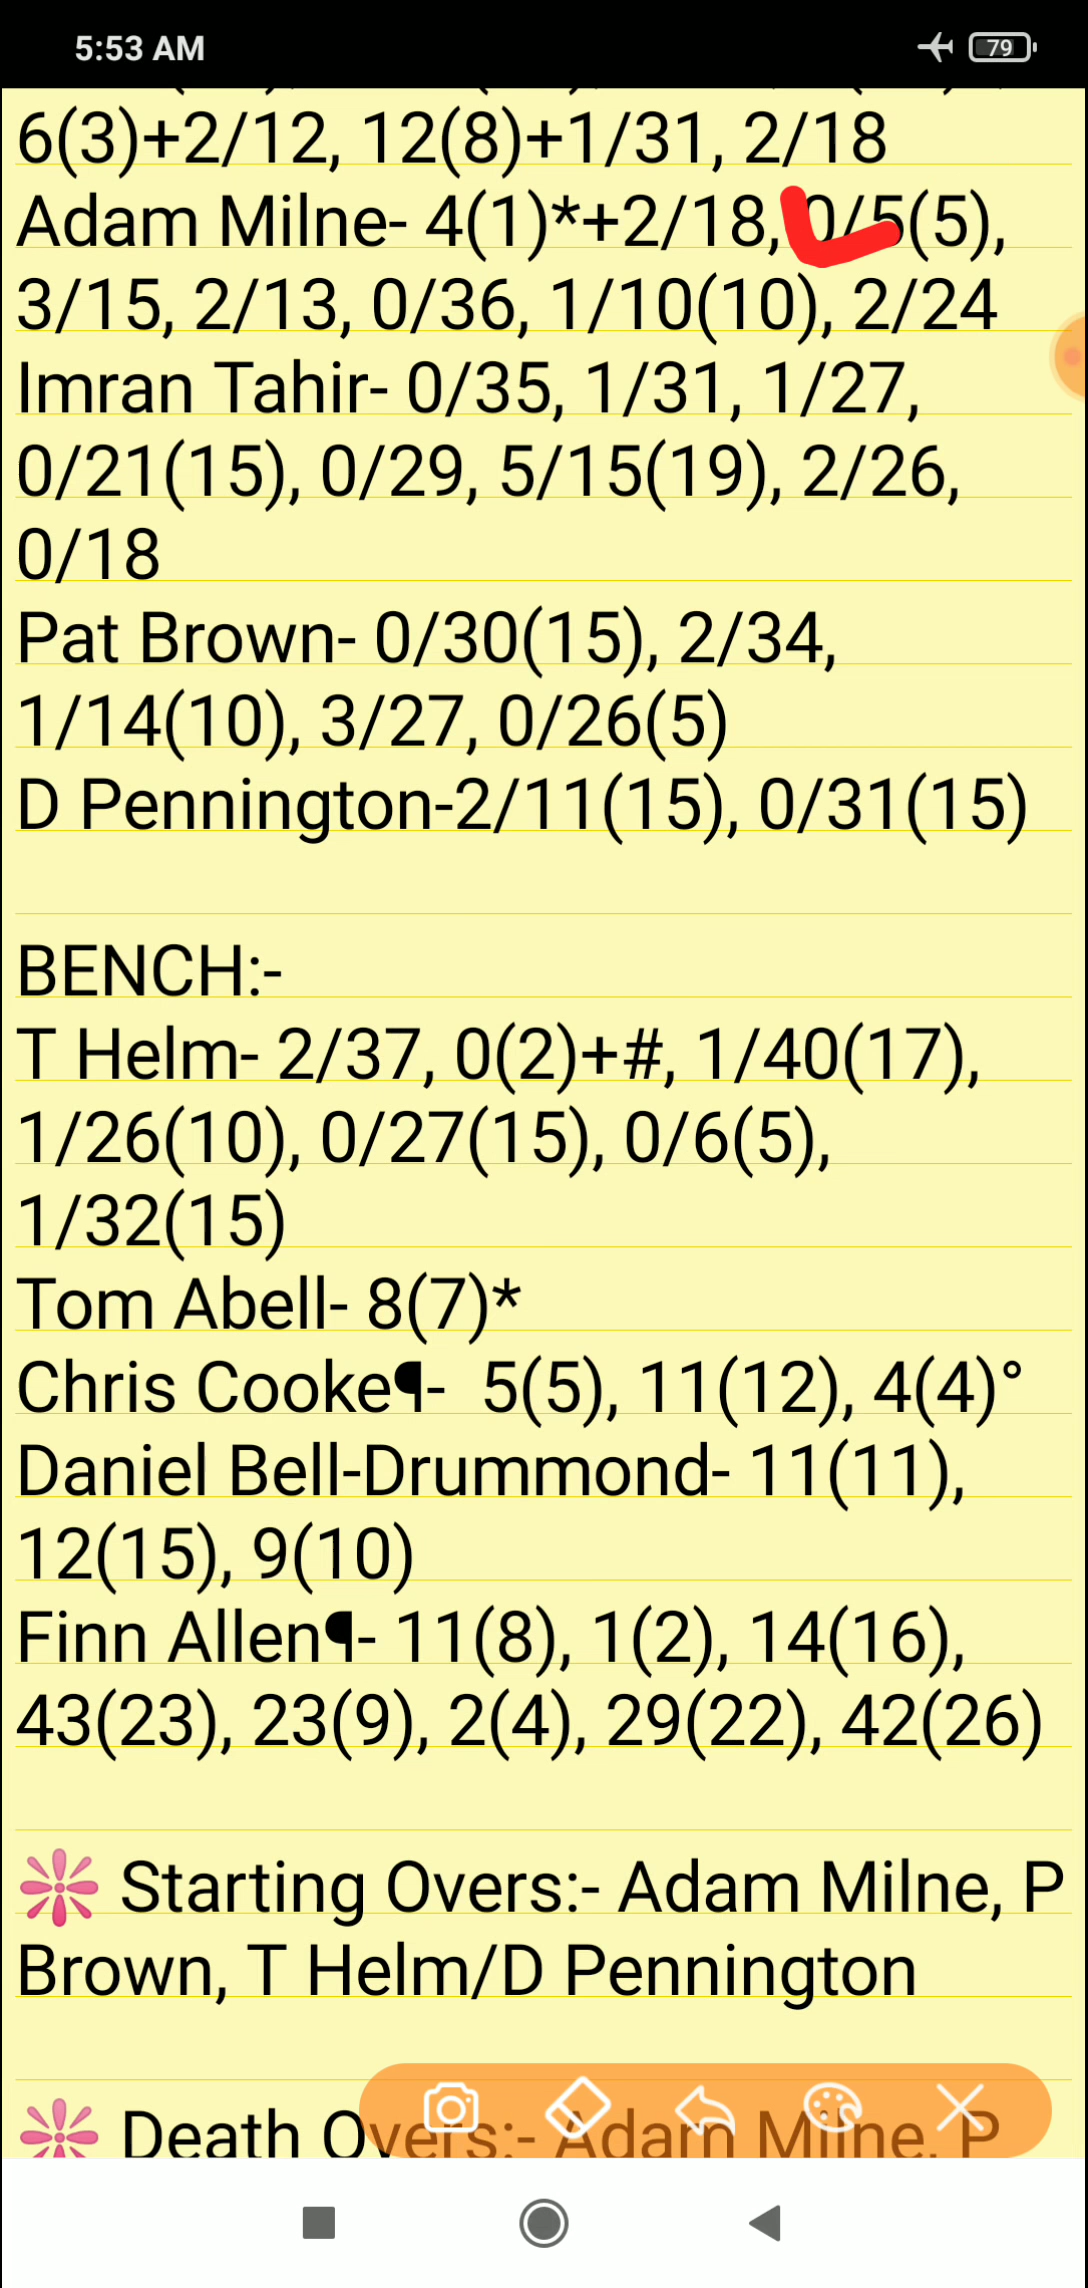 5:53 AM
79
6(3)+2/12, 12(8)+1/31, 2/18
Adam Milne- 4(1)*+2/18, 0/5(5),
3/15, 2/13, 0/36, 1/10(10), 2/24
Imran Tahir- 0/35, 1/31, 1/27,
0/21(15), 0/29, 5/15(19), 2/26,
0/18
Pat Brown- 0/30(15), 2/34,
1/14(10), 3/27, 0/26(5)
D Pennington-2/11(15), 0/31(15)
BENCH:-
T Helm- 2/37, 0(2)+#, 1/40(17),
1/26(10), 0/27(15), 0/6(5),
1/32(15)
Tom Abell- 8(7)*
Chris Cooke¶-  5(5), 11(12), 4(4)°
Daniel Bell-Drummond- 11(11),
12(15), 9(10)
Finn Allen¶- 11(8), 1(2), 14(16),
43(23), 23(9), 2(4), 29(22), 42(26)
Starting Overs:- Adam Milne, P
Brown, T Helm/D Pennington
Death Overs:- Adam Milne, P